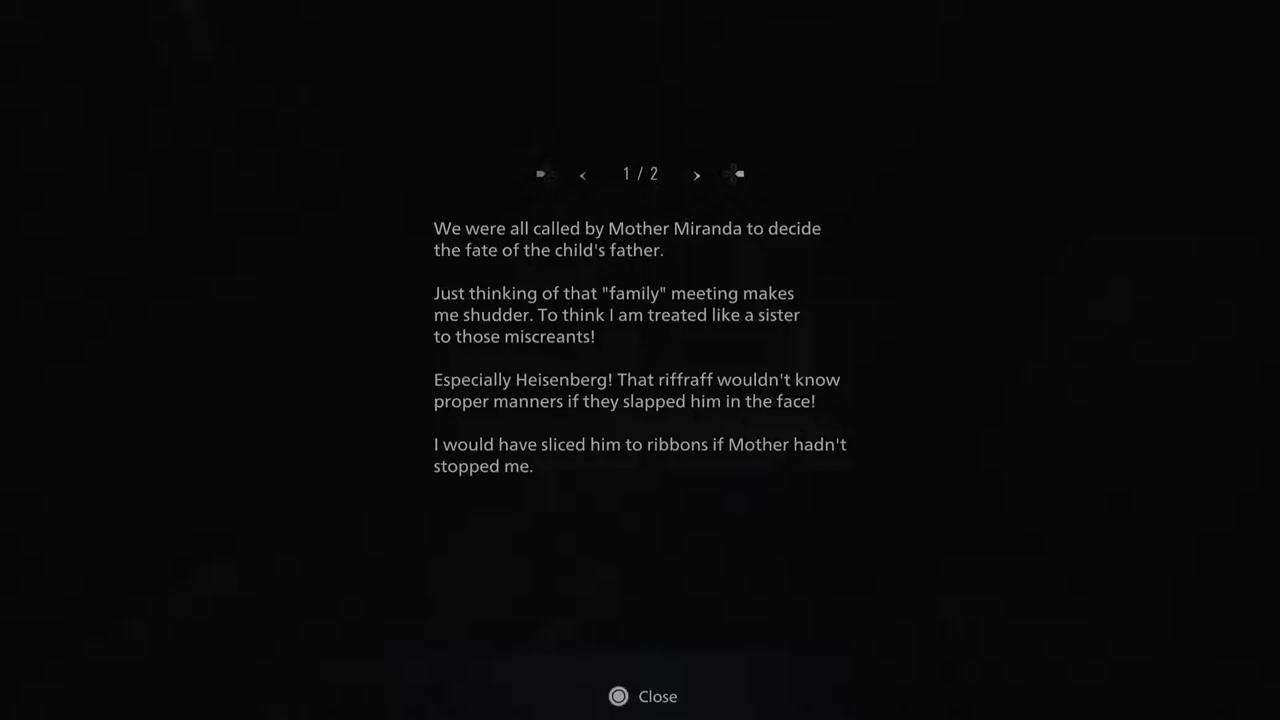 1 / 2
We were all called by Mother Miranda to decide
the fate of the child's father.
Just thinking of that "family" meeting makes
me shudder. To think I am treated like a sister
to those miscreants!
Especially Heisenberg! That riffraff wouldn't know
proper manners if they slapped him in the face!
I would have sliced him to ribbons if Mother hadn't
stopped me.
Close